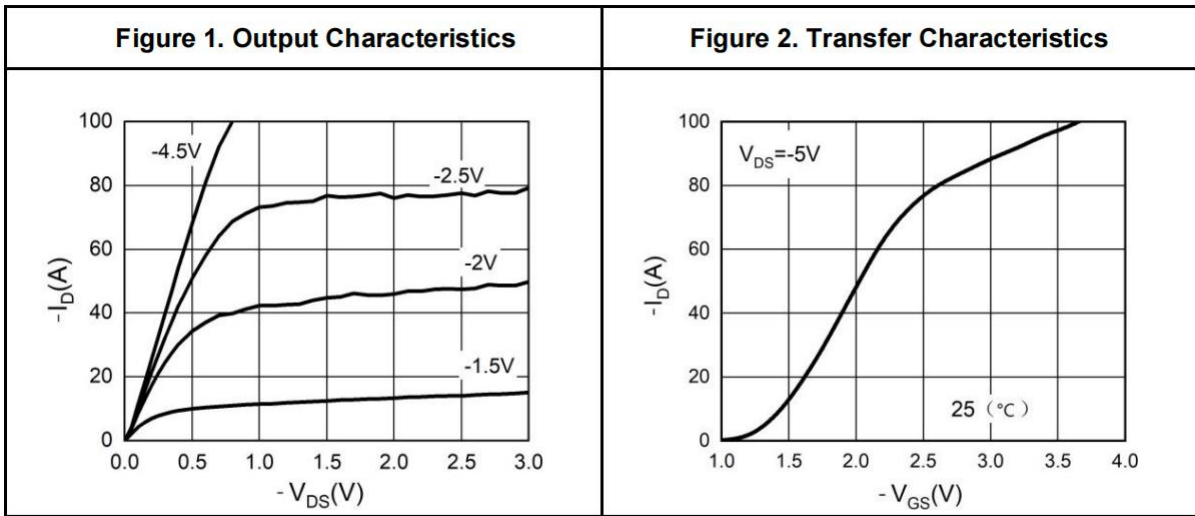 Figure 1. Output Characteristics
Figure 2. Transfer Characteristics
100
80
60
40
20
0
- I_D(A)
-4.5V
-2.5V
-2V
-1.5V
0.0 0.5 1.0 1.5 2.0 2.5 3.0
- V_DS(V)
100
80
60
40
20
0
- I_D(A)
V_DS=-5V
25（°C）
1.0 1.5 2.0 2.5 3.0 3.5 4.0
- V_GS(V)